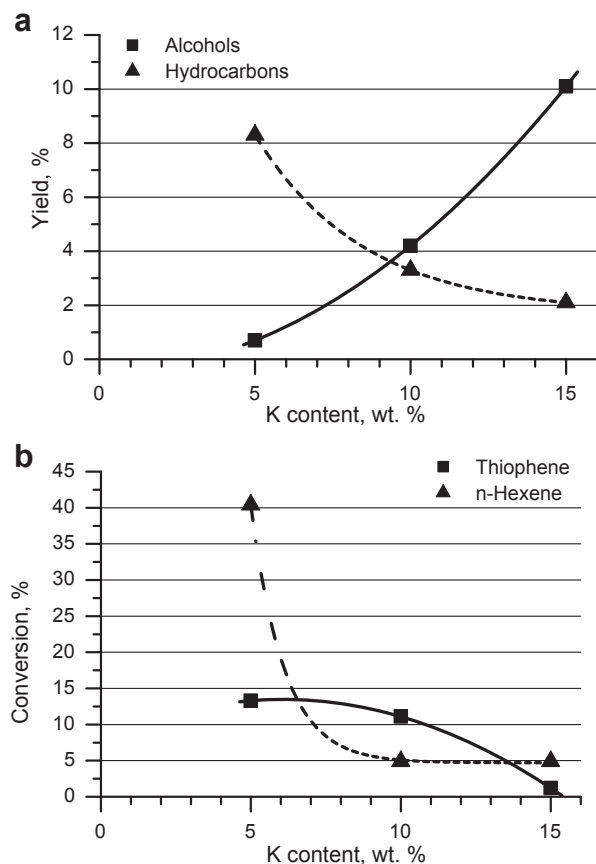 a
Alcohols
Hydrocarbons
Yield, %
12
10
8
6
4
2
0
0
5
10
15
K content, wt. %
b
Thiophene
n-Hexene
Conversion, %
45
40
35
30
25
20
15
10
5
0
0
5
10
15
K content, wt. %